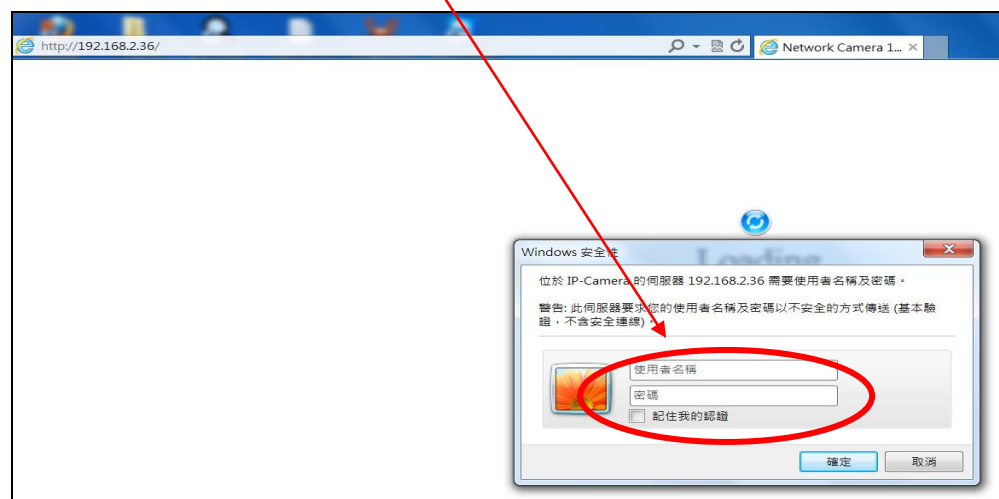 http://192.168.2.36/
Network Camera 1...
Loading
Windows 安全性
位於 IP-Camera 的伺服器 192.168.2.36 需要使用者名稱及密碼。
警告: 此伺服器要求您的使用者名稱及密碼以不安全的方式傳送 (基本驗
證，不含安全連線)。
使用者名稱
密碼
記住我的認證
確定
取消